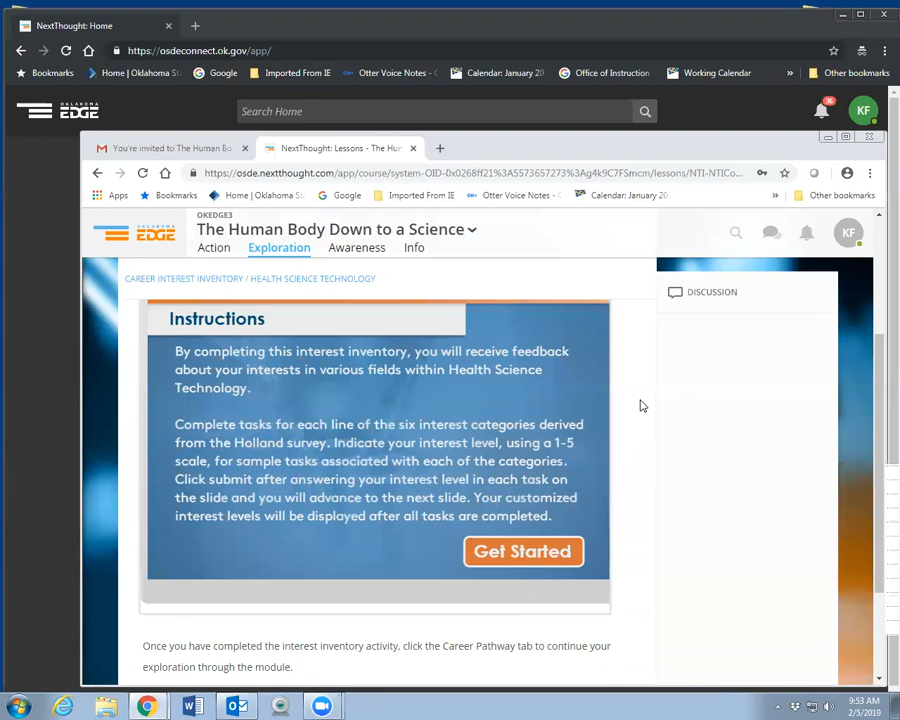 NextThought: Home
https://osdeconnect.ok.gov/app/
Bookmarks Home | Oklahoma St Google Imported From IE Otter Voice Notes - Calendar: January 20 Office of Instruction Working Calendar » Other bookmarks
OKLAHOMA EDGE Search Home 36 KF
You're invited to The Human Bo NextThought: Lessons - The Hum
https://osde.nextthought.com/app/course/system-OID-0x0268ff21%3A5573657273%3Ag4k9C7FSmcm/lessons/NTI-NTICo...
Apps Bookmarks Home | Oklahoma St Google Imported From IE Otter Voice Notes - Calendar: January 20 » Other bookmarks
OKEDGE3
OKLAHOMA EDGE The Human Body Down to a Science KF
Action Exploration Awareness Info
CAREER INTEREST INVENTORY / HEALTH SCIENCE TECHNOLOGY
DISCUSSION
Instructions
By completing this interest inventory, you will receive feedback
about your interests in various fields within Health Science
Technology.
Complete tasks for each line of the six interest categories derived
from the Holland survey. Indicate your interest level, using a 1-5
scale, for sample tasks associated with each of the categories.
Click submit after answering your interest level in each task on
the slide and you will advance to the next slide. Your customized
interest levels will be displayed after all tasks are completed.
Get Started
Once you have completed the interest inventory activity, click the Career Pathway tab to continue your
exploration through the module.
9:53 AM
2/5/2019